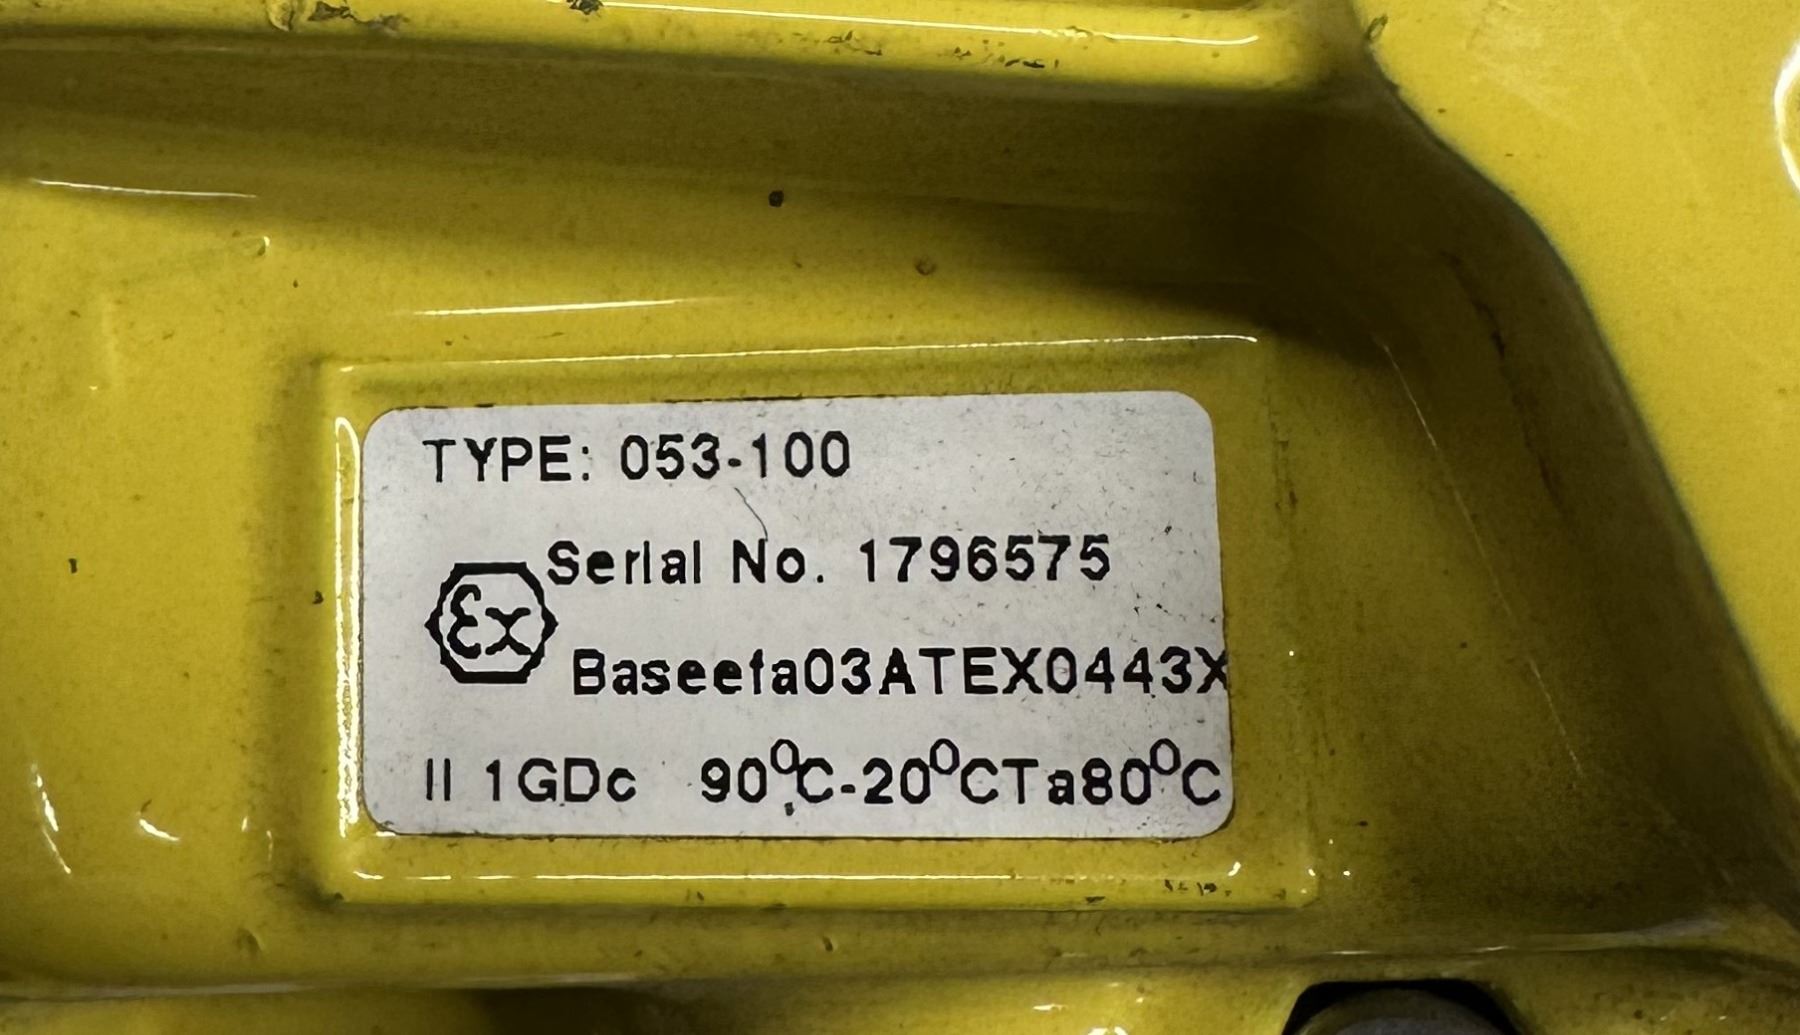 TYPE: 053-100
Serial No. 1796575
Ex
Baseefa03ATEX0443X
II 1GDc 90°C-20°CTa80°C